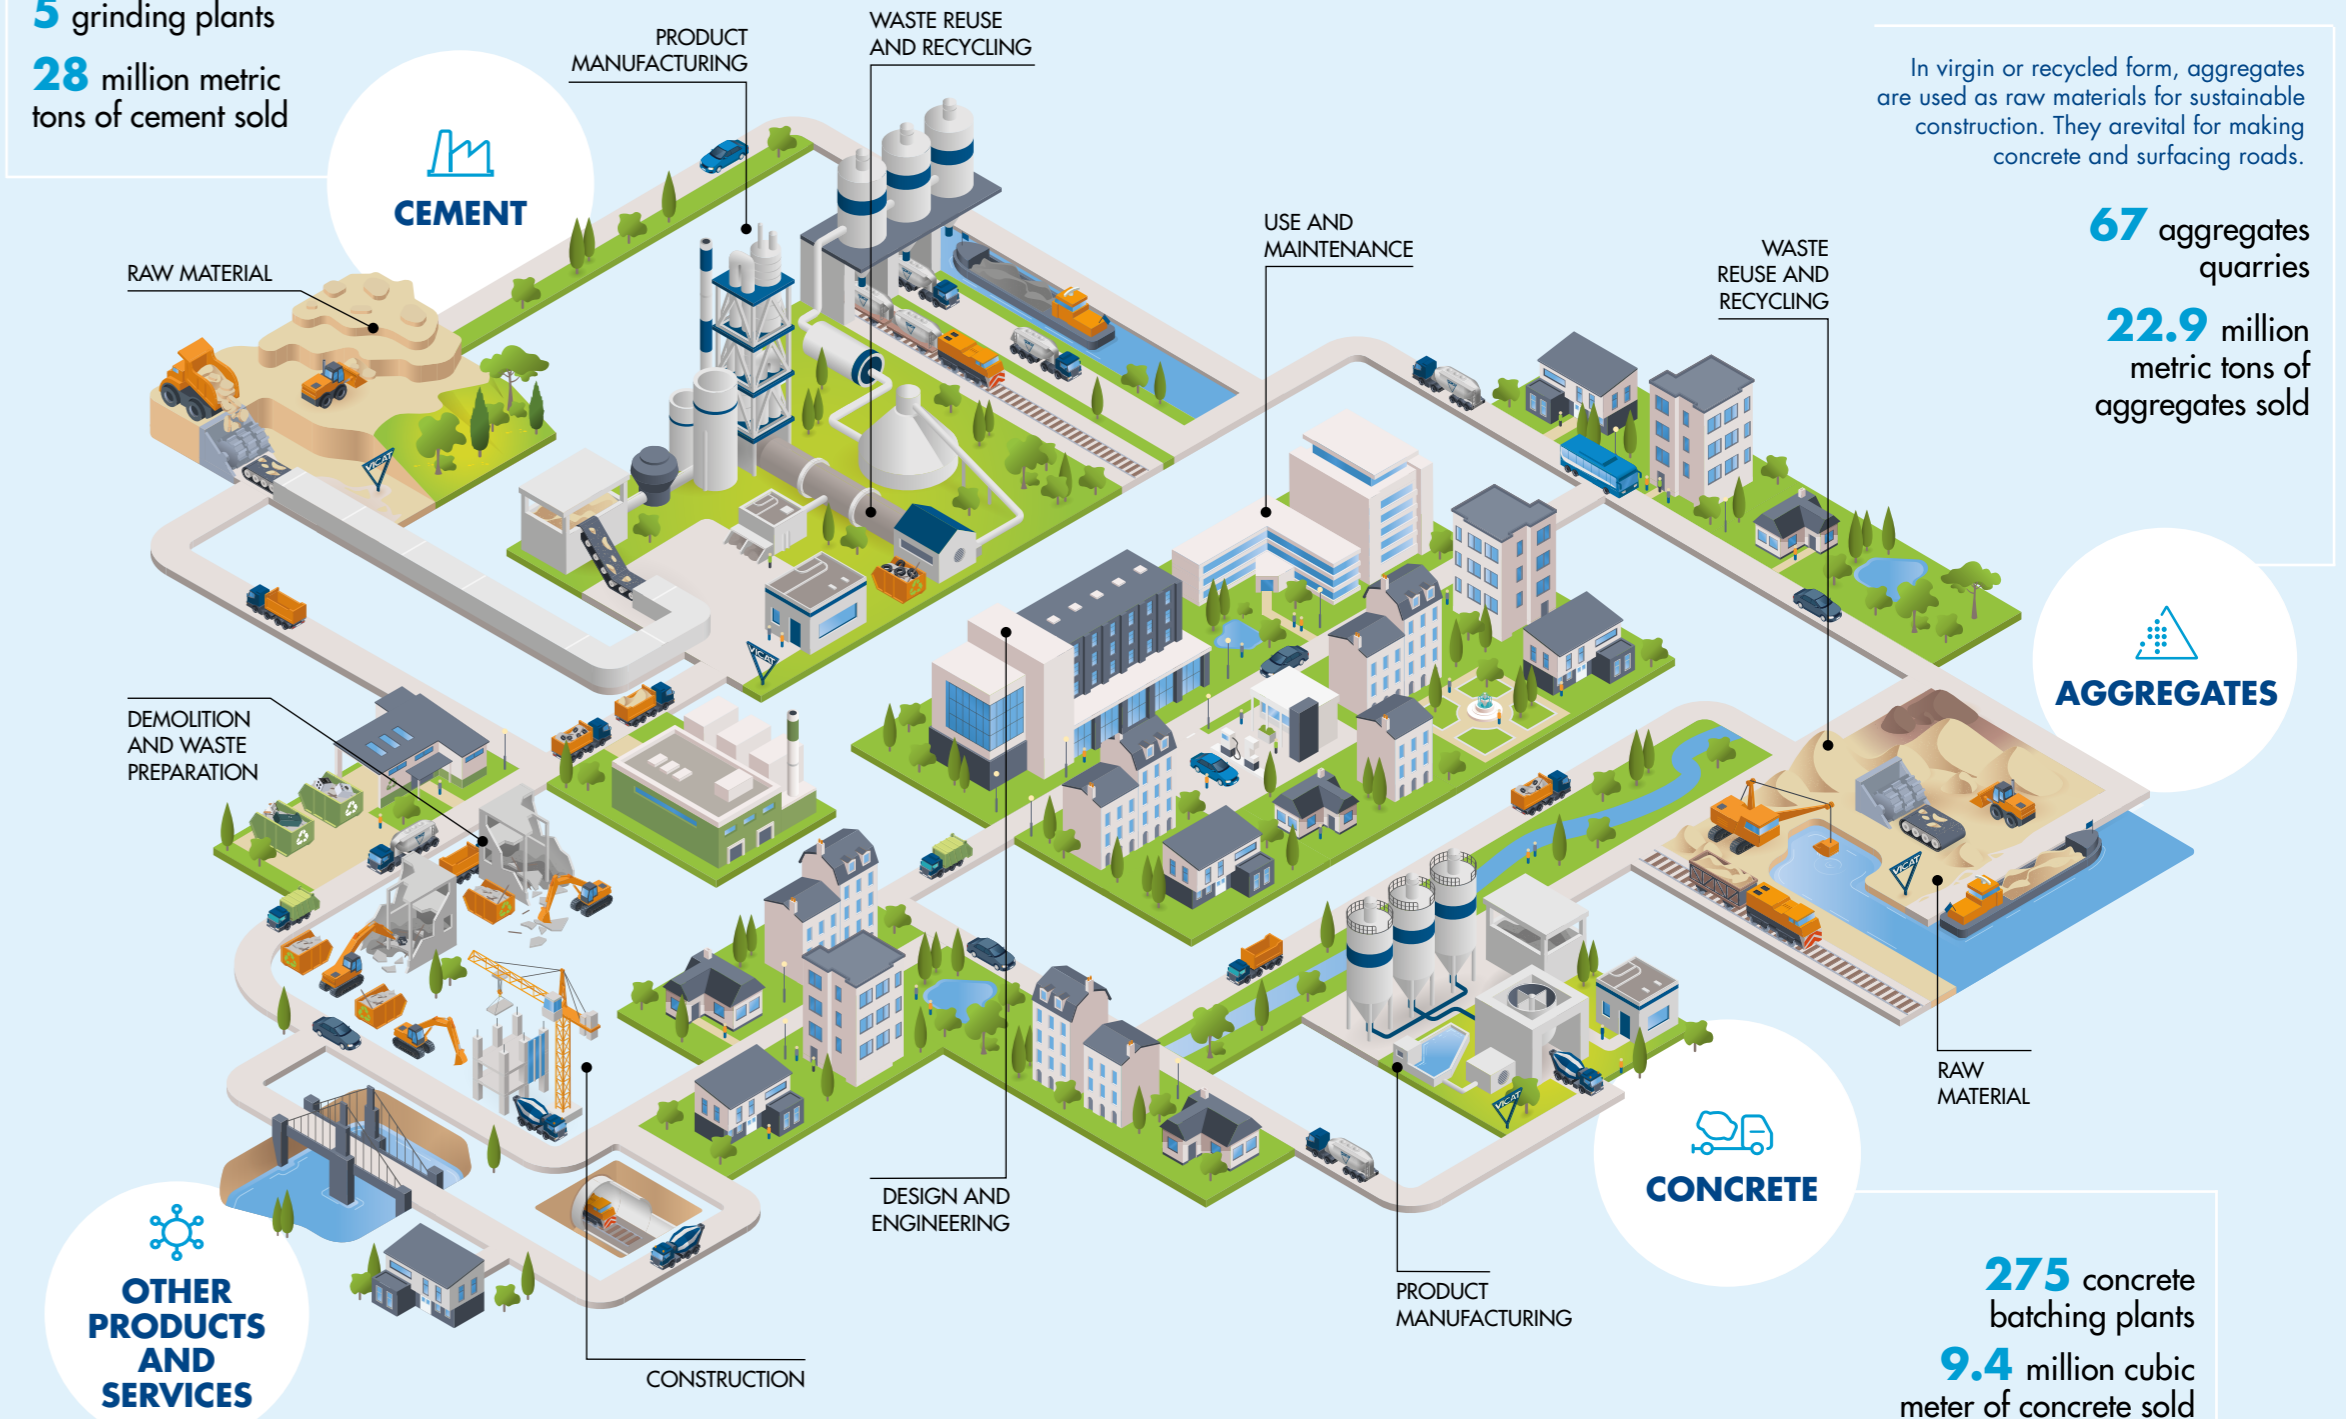 5 grinding plants
28 million metric
tons of cement sold
CEMENT
PRODUCT
MANUFACTURING
WASTE REUSE
AND RECYCLING
RAW MATERIAL
VICAT
VICAT
USE AND
MAINTENANCE
WASTE
REUSE AND
RECYCLING
In virgin or recycled form, aggregates
are used as raw materials for sustainable
construction. They arevital for making
concrete and surfacing roads.
67 aggregates
quarries
22.9 million
metric tons of
aggregates sold
AGGREGATES
DEMOLITION
AND WASTE
PREPARATION
VICAT
RAW
MATERIAL
VICAT
CONCRETE
DESIGN AND
ENGINEERING
PRODUCT
MANUFACTURING
275 concrete
batching plants
9.4 million cubic
meter of concrete sold
OTHER
PRODUCTS
AND
SERVICES
CONSTRUCTION